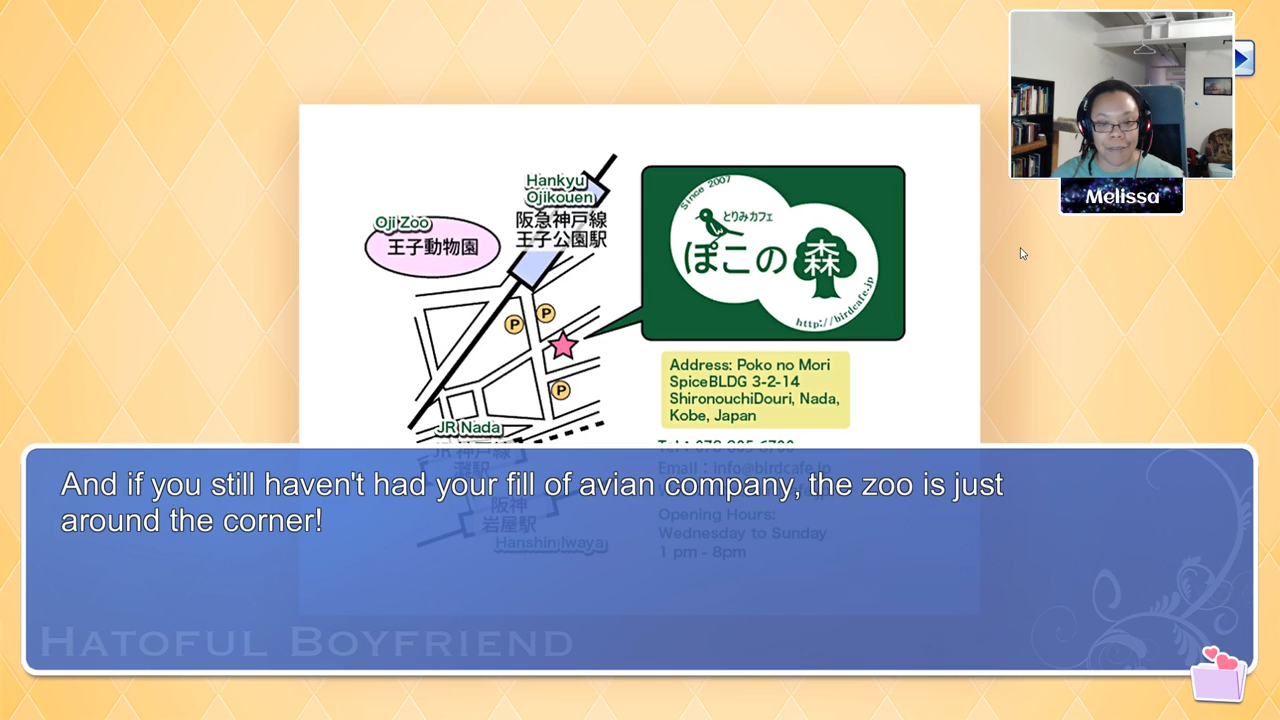 Melissa
Hankyu
Ojikouen
阪急神戸線
王子公園駅
Oji Zoo
王子動物園
Since 2007
とりみカフェ
ぽこの森
http://birdcafe.jp
P
P
P
Address: Poko no Mori
SpiceBLDG 3-2-14
ShironouchiDouri, Nada,
Kobe, Japan
JR Nada
JR 神戸線
灘駅
阪神
岩屋駅
Hanshin Iwaya
Email : info@birdcafe.jp
Opening Hours:
Wednesday to Sunday
1 pm - 8pm
And if you still haven't had your fill of avian company, the zoo is just
around the corner!
HATOFUL BOYFRIEND